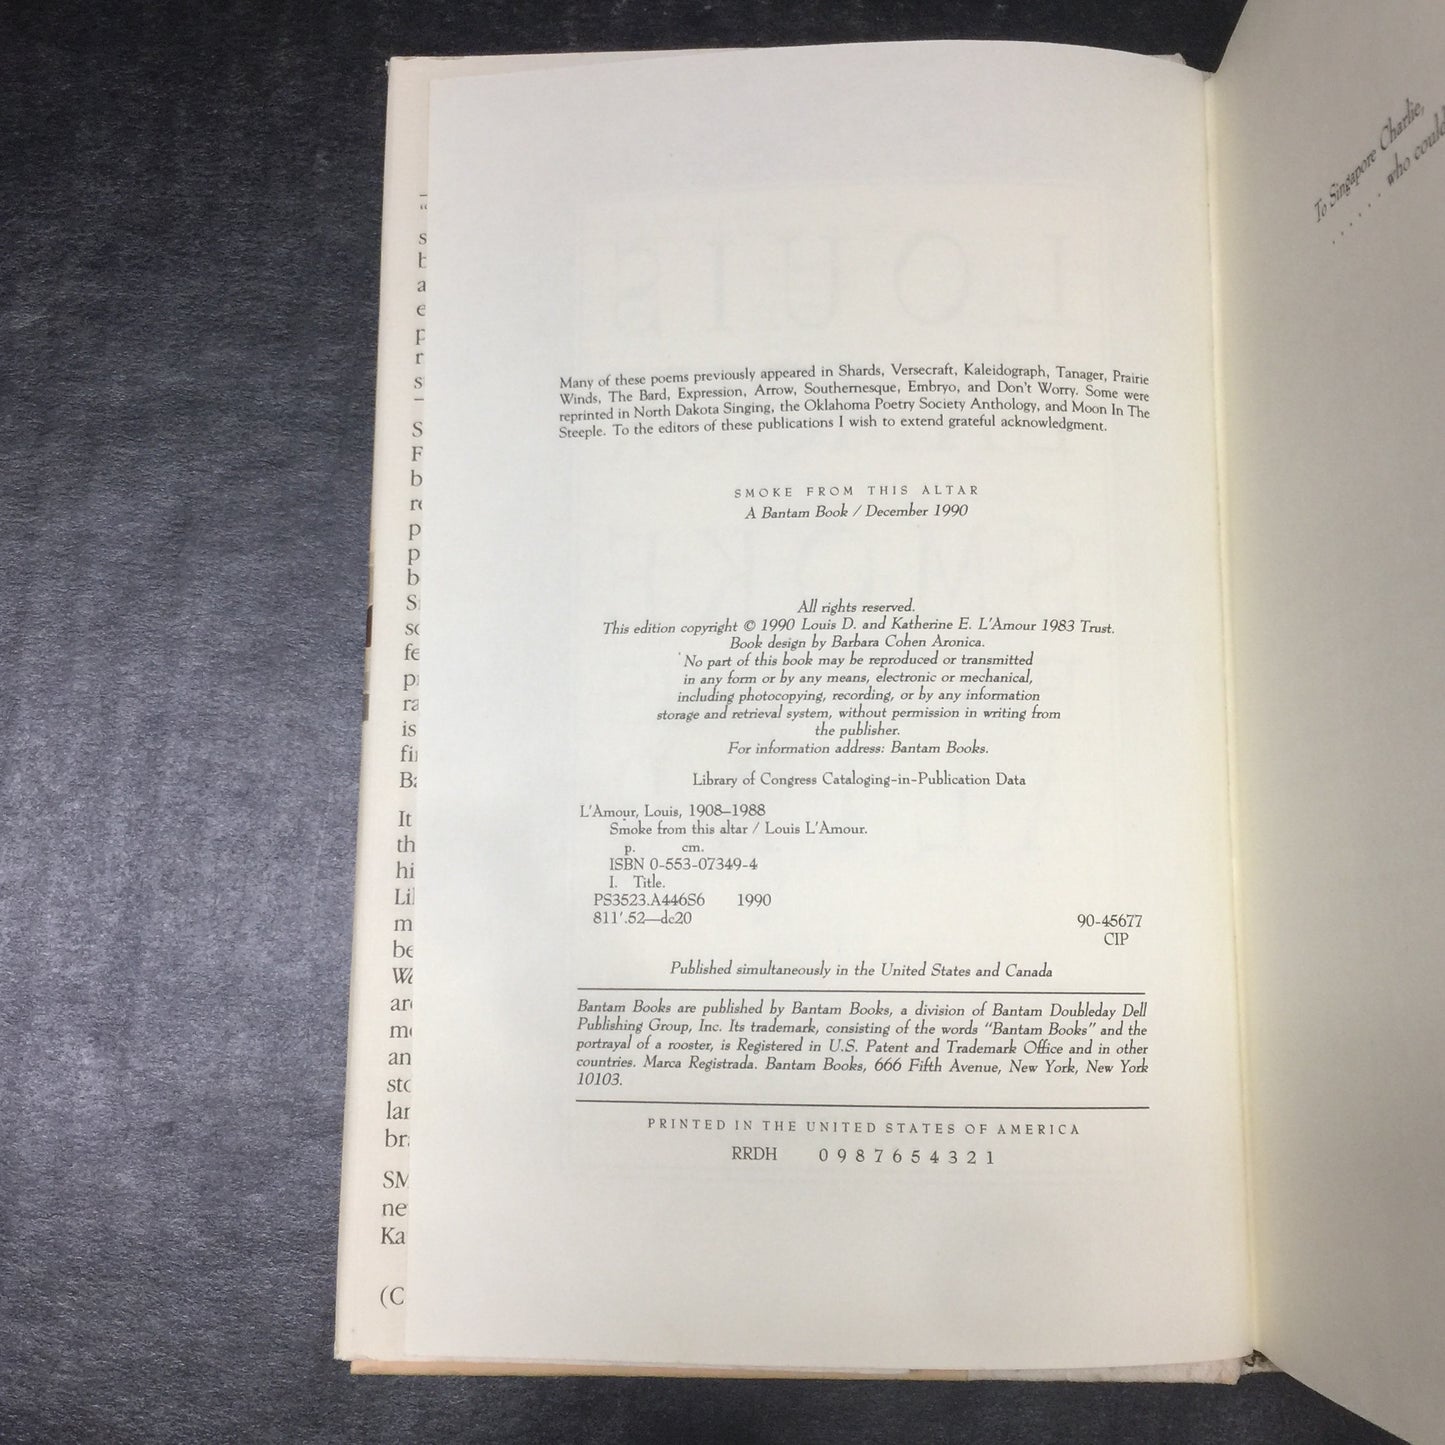 Many of these poems previously appeared in Shards, Versecraft, Kaleidograph, Tanager, Prairie
Winds, The Bard, Expression, Arrow, Southernesque, Embryo, and Don't Worry. Some were
reprinted in North Dakota Singing, the Oklahoma Poetry Society Anthology, and Moon In The
Steeple. To the editors of these publications I wish to extend grateful acknowledgment.
SMOKE FROM THIS ALTAR
A Bantam Book / December 1990
All rights reserved.
This edition copyright © 1990 Louis D. and Katherine E. L'Amour 1983 Trust.
Book design by Barbara Cohen Aronica.
No part of this book may be reproduced or transmitted
in any form or by any means, electronic or mechanical,
including photocopying, recording, or by any information
storage and retrieval system, without permission in writing from
the publisher.
For information address: Bantam Books.
Library of Congress Cataloging-in-Publication Data
L'Amour, Louis, 1908–1988
Smoke from this altar / Louis L'Amour.
p. cm.
ISBN 0-553-07349-4
I. Title.
PS3523.A446S6 1990
811'.52—dc20 90-45677
CIP
Published simultaneously in the United States and Canada
Bantam Books are published by Bantam Books, a division of Bantam Doubleday Dell
Publishing Group, Inc. Its trademark, consisting of the words "Bantam Books" and the
portrayal of a rooster, is Registered in U.S. Patent and Trademark Office and in other
countries. Marca Registrada. Bantam Books, 666 Fifth Avenue, New York, New York
10103.
PRINTED IN THE UNITED STATES OF AMERICA
RRDH 0 9 8 7 6 5 4 3 2 1
To Singapore Charlie,
. . . . . . who could